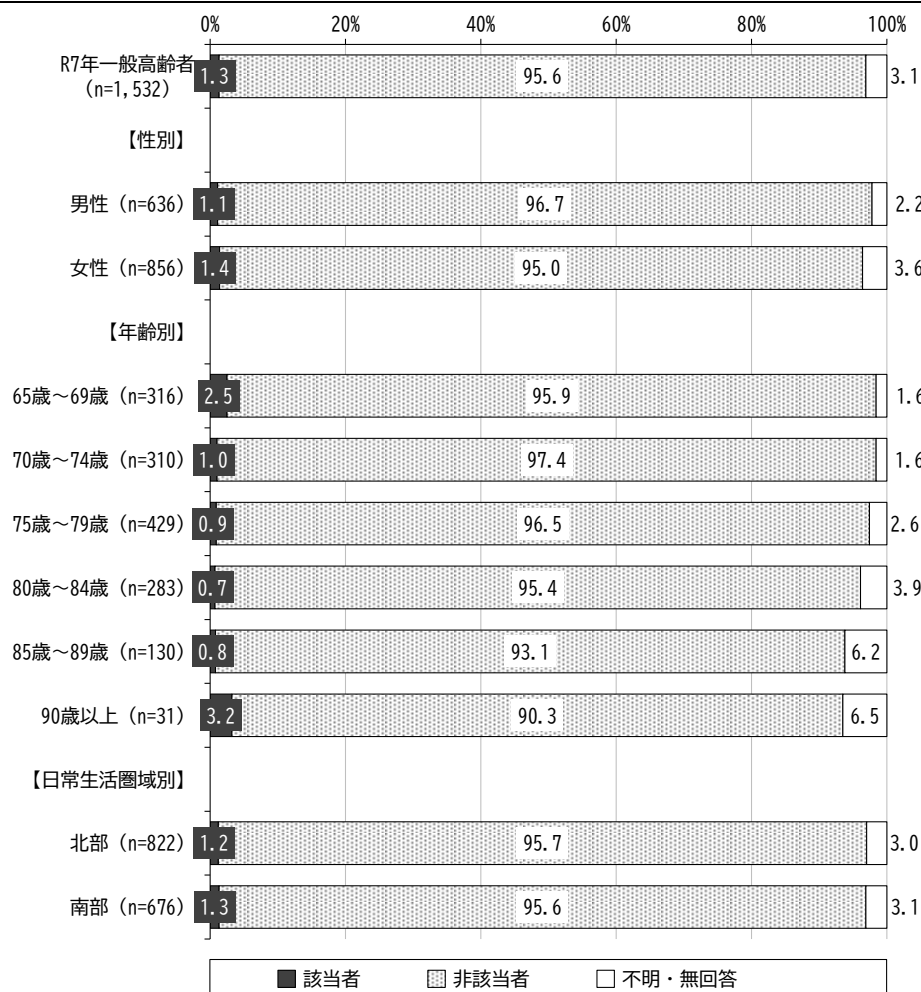 0% 20% 40% 60% 80% 100%
R7年一般高齢者
(n=1,532) 1.3 95.6 3.1
【性別】
男性（n=636） 1.1 96.7 2.2
女性（n=856） 1.4 95.0 3.6
【年齢別】
65歳～69歳（n=316） 2.5 95.9 1.6
70歳～74歳（n=310） 1.0 97.4 1.6
75歳～79歳（n=429） 0.9 96.5 2.6
80歳～84歳（n=283） 0.7 95.4 3.9
85歳～89歳（n=130） 0.8 93.1 6.2
90歳以上（n=31） 3.2 90.3 6.5
【日常生活圏域別】
北部（n=822） 1.2 95.7 3.0
南部（n=676） 1.3 95.6 3.1
該当者 非該当者 不明・無回答